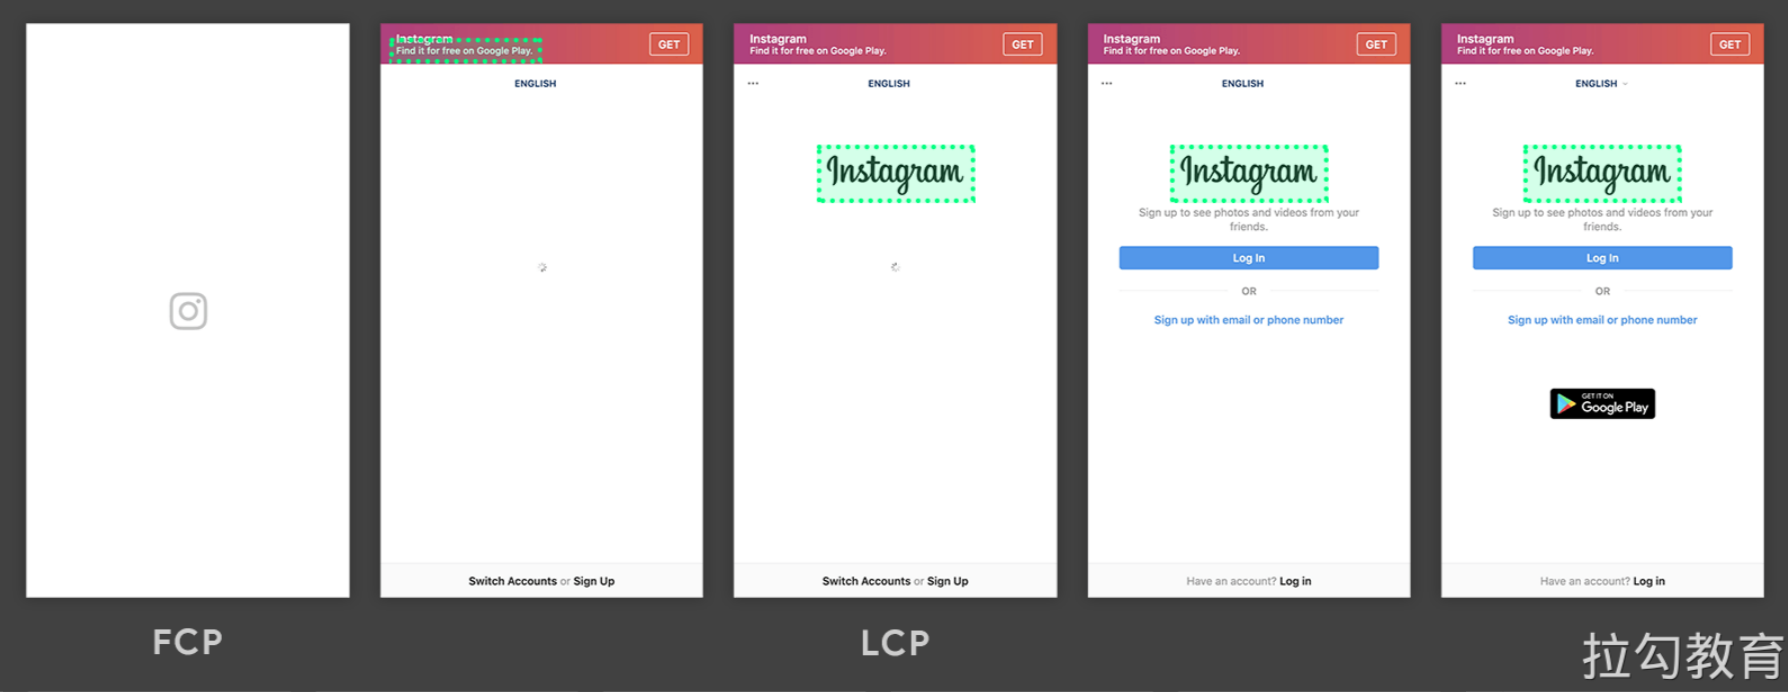 Instagram
Find it for free on Google Play.
GET
ENGLISH
Switch Accounts or Sign Up
Instagram
Find it for free on Google Play.
GET
...
ENGLISH
Instagram
Switch Accounts or Sign Up
Instagram
Find it for free on Google Play.
GET
...
ENGLISH
Instagram
Sign up to see photos and videos from your
friends.
Log In
OR
Sign up with email or phone number
Have an account? Log in
Instagram
Find it for free on Google Play.
GET
...
ENGLISH
Instagram
Sign up to see photos and videos from your
friends.
Log In
OR
Sign up with email or phone number
GET IT ON
Google Play
Have an account? Log in
FCP
LCP
拉勾教育